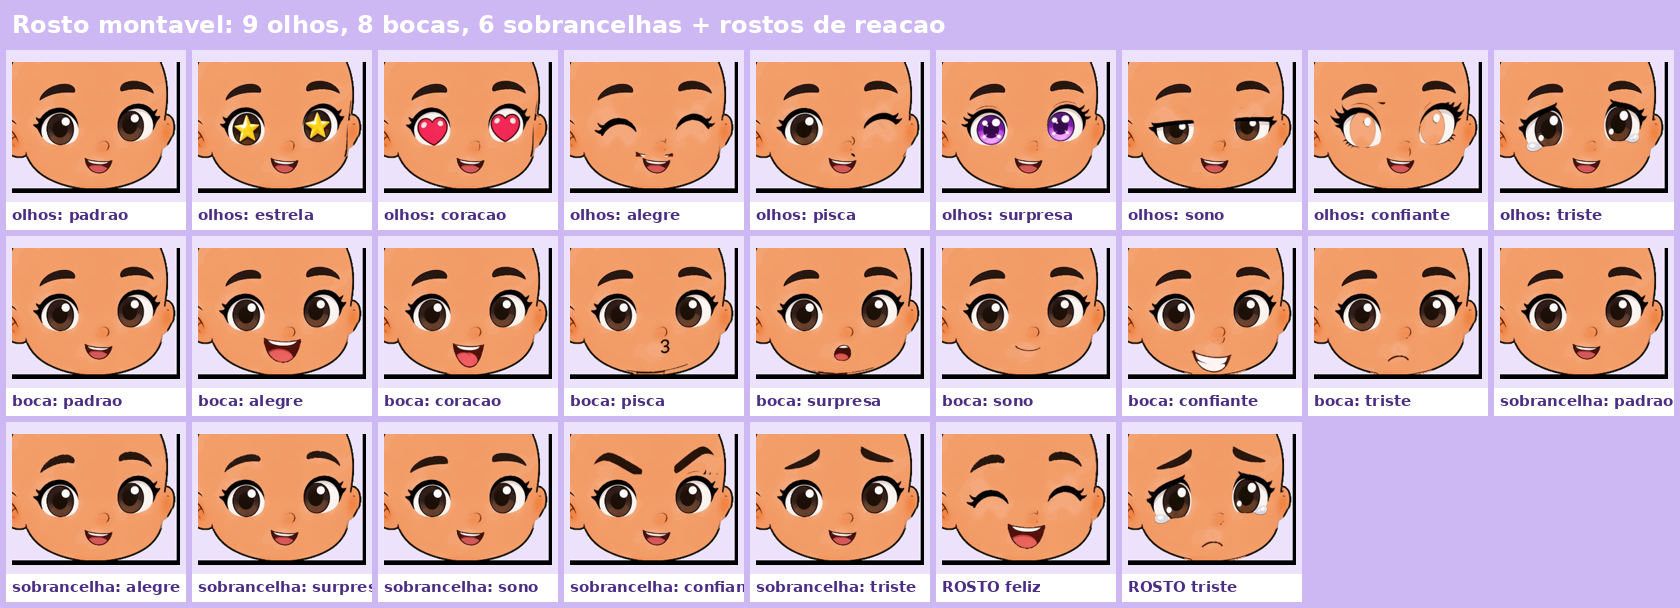 Rosto montavel: 9 olhos, 8 bocas, 6 sobrancelhas + rostos de reacao
olhos: padrao
olhos: estrela
olhos: coracao
olhos: alegre
olhos: pisca
olhos: surpresa
olhos: sono
olhos: confiante
olhos: triste
boca: padrao
boca: alegre
boca: coracao
boca: pisca
boca: surpresa
boca: sono
boca: confiante
boca: triste
sobrancelha: padrao
sobrancelha: alegre
sobrancelha: surpres
sobrancelha: sono
sobrancelha: confian
sobrancelha: triste
ROSTO feliz
ROSTO triste